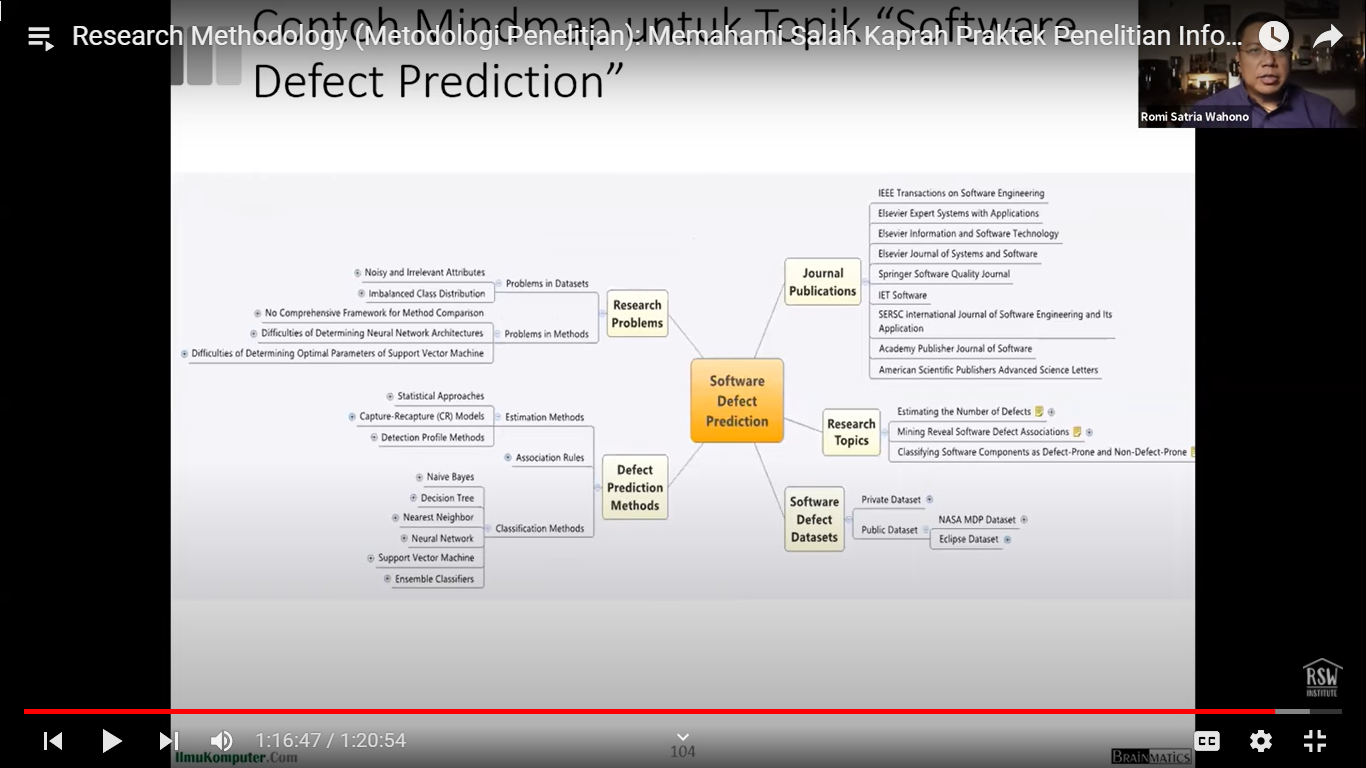 Contoh Mindmap untuk Topik “Software
Defect Prediction”
Research Methodology (Metodologi Penelitian): Memahami Salah Kaprah Praktek Penelitian Info...
Romi Satria Wahono
Noisy and Irrelevant Attributes
Imbalanced Class Distribution
Problems in Datasets
No Comprehensive Framework for Method Comparison
Difficulties of Determining Neural Network Architectures
Difficulties of Determining Optimal Parameters of Support Vector Machine
Problems in Methods
Research
Problems
Statistical Approaches
Capture-Recapture (CR) Models
Detection Profile Methods
Estimation Methods
Association Rules
Naive Bayes
Decision Tree
Nearest Neighbor
Neural Network
Support Vector Machine
Ensemble Classifiers
Classification Methods
Defect
Prediction
Methods
Software
Defect
Prediction
Journal
Publications
IEEE Transactions on Software Engineering
Elsevier Expert Systems with Applications
Elsevier Information and Software Technology
Elsevier Journal of Systems and Software
Springer Software Quality Journal
IET Software
SERSC International Journal of Software Engineering and Its
Application
Academy Publisher Journal of Software
American Scientific Publishers Advanced Science Letters
Research
Topics
Estimating the Number of Defects
Mining Reveal Software Defect Associations
Classifying Software Components as Defect-Prone and Non-Defect-Prone
Software
Defect
Datasets
Private Dataset
Public Dataset
NASA MDP Dataset
Eclipse Dataset
RSW
INSTITUTE
1:16:47 / 1:20:54
CC
IlmuKomputer.Com
104
BRAINMATICS